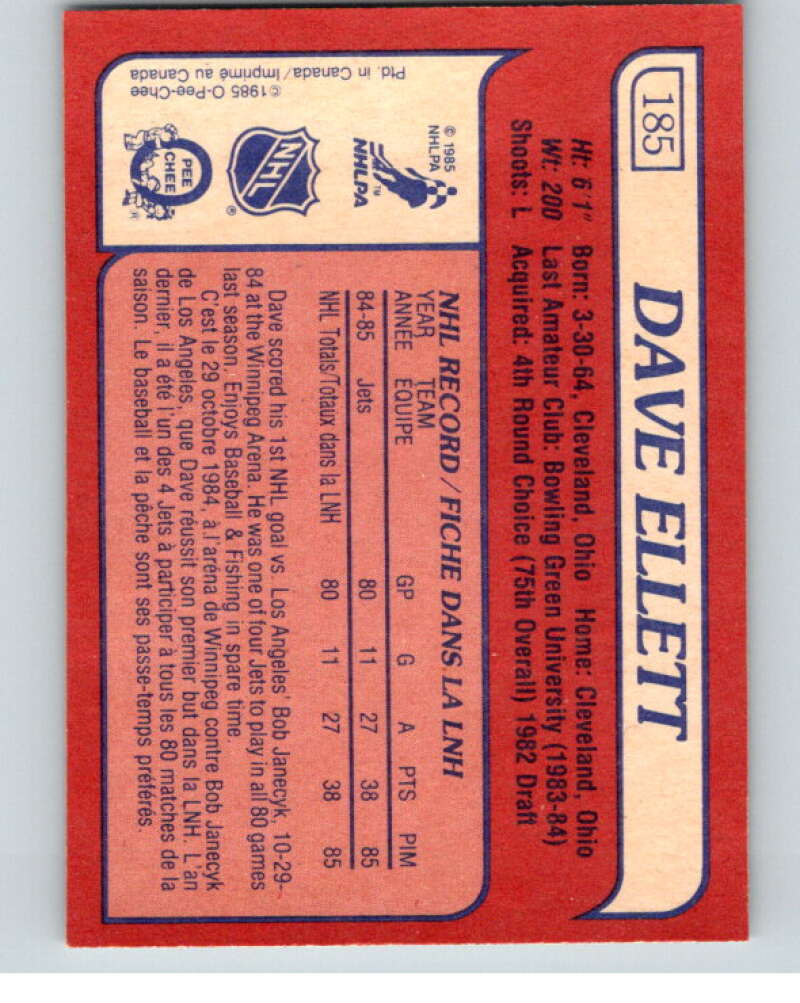 185
DAVE ELLETT
Ht: 6'1" Born: 3-30-64, Cleveland, Ohio Home: Cleveland, Ohio
Wt: 200 Last Amateur Club: Bowling Green University (1983-84)
Shoots: L Acquired: 4th Round Choice (75th Overall) 1982 Draft
© 1985
NHLPA
NHLPA
TM
NHL
®
O
PEE
CHEE
®
©1985 O-Pee-Chee
Ptd. in Canada/Imprimé au Canada
NHL RECORD/FICHE DANS LA LNH
YEAR TEAM
ANNÉE ÉQUIPE GP G A PTS PIM
84-85 Jets 80 11 27 38 85
NHL Totals/Totaux dans la LNH 80 11 27 38 85
Dave scored his 1st NHL goal vs. Los Angeles' Bob Janecyk, 10-29-
84 at the Winnipeg Arena. He was one of four Jets to play in all 80 games
last season. Enjoys Baseball & Fishing in spare time.
C'est le 29 octobre 1984, à l'aréna de Winnipeg contre Bob Janecyk
de Los Angeles, que Dave réussit son premier but dans la LNH. L'an
dernier, il a été l'un des 4 Jets à participer à tous les 80 matches de la
saison. Le baseball et la pêche sont ses passe-temps préférés.